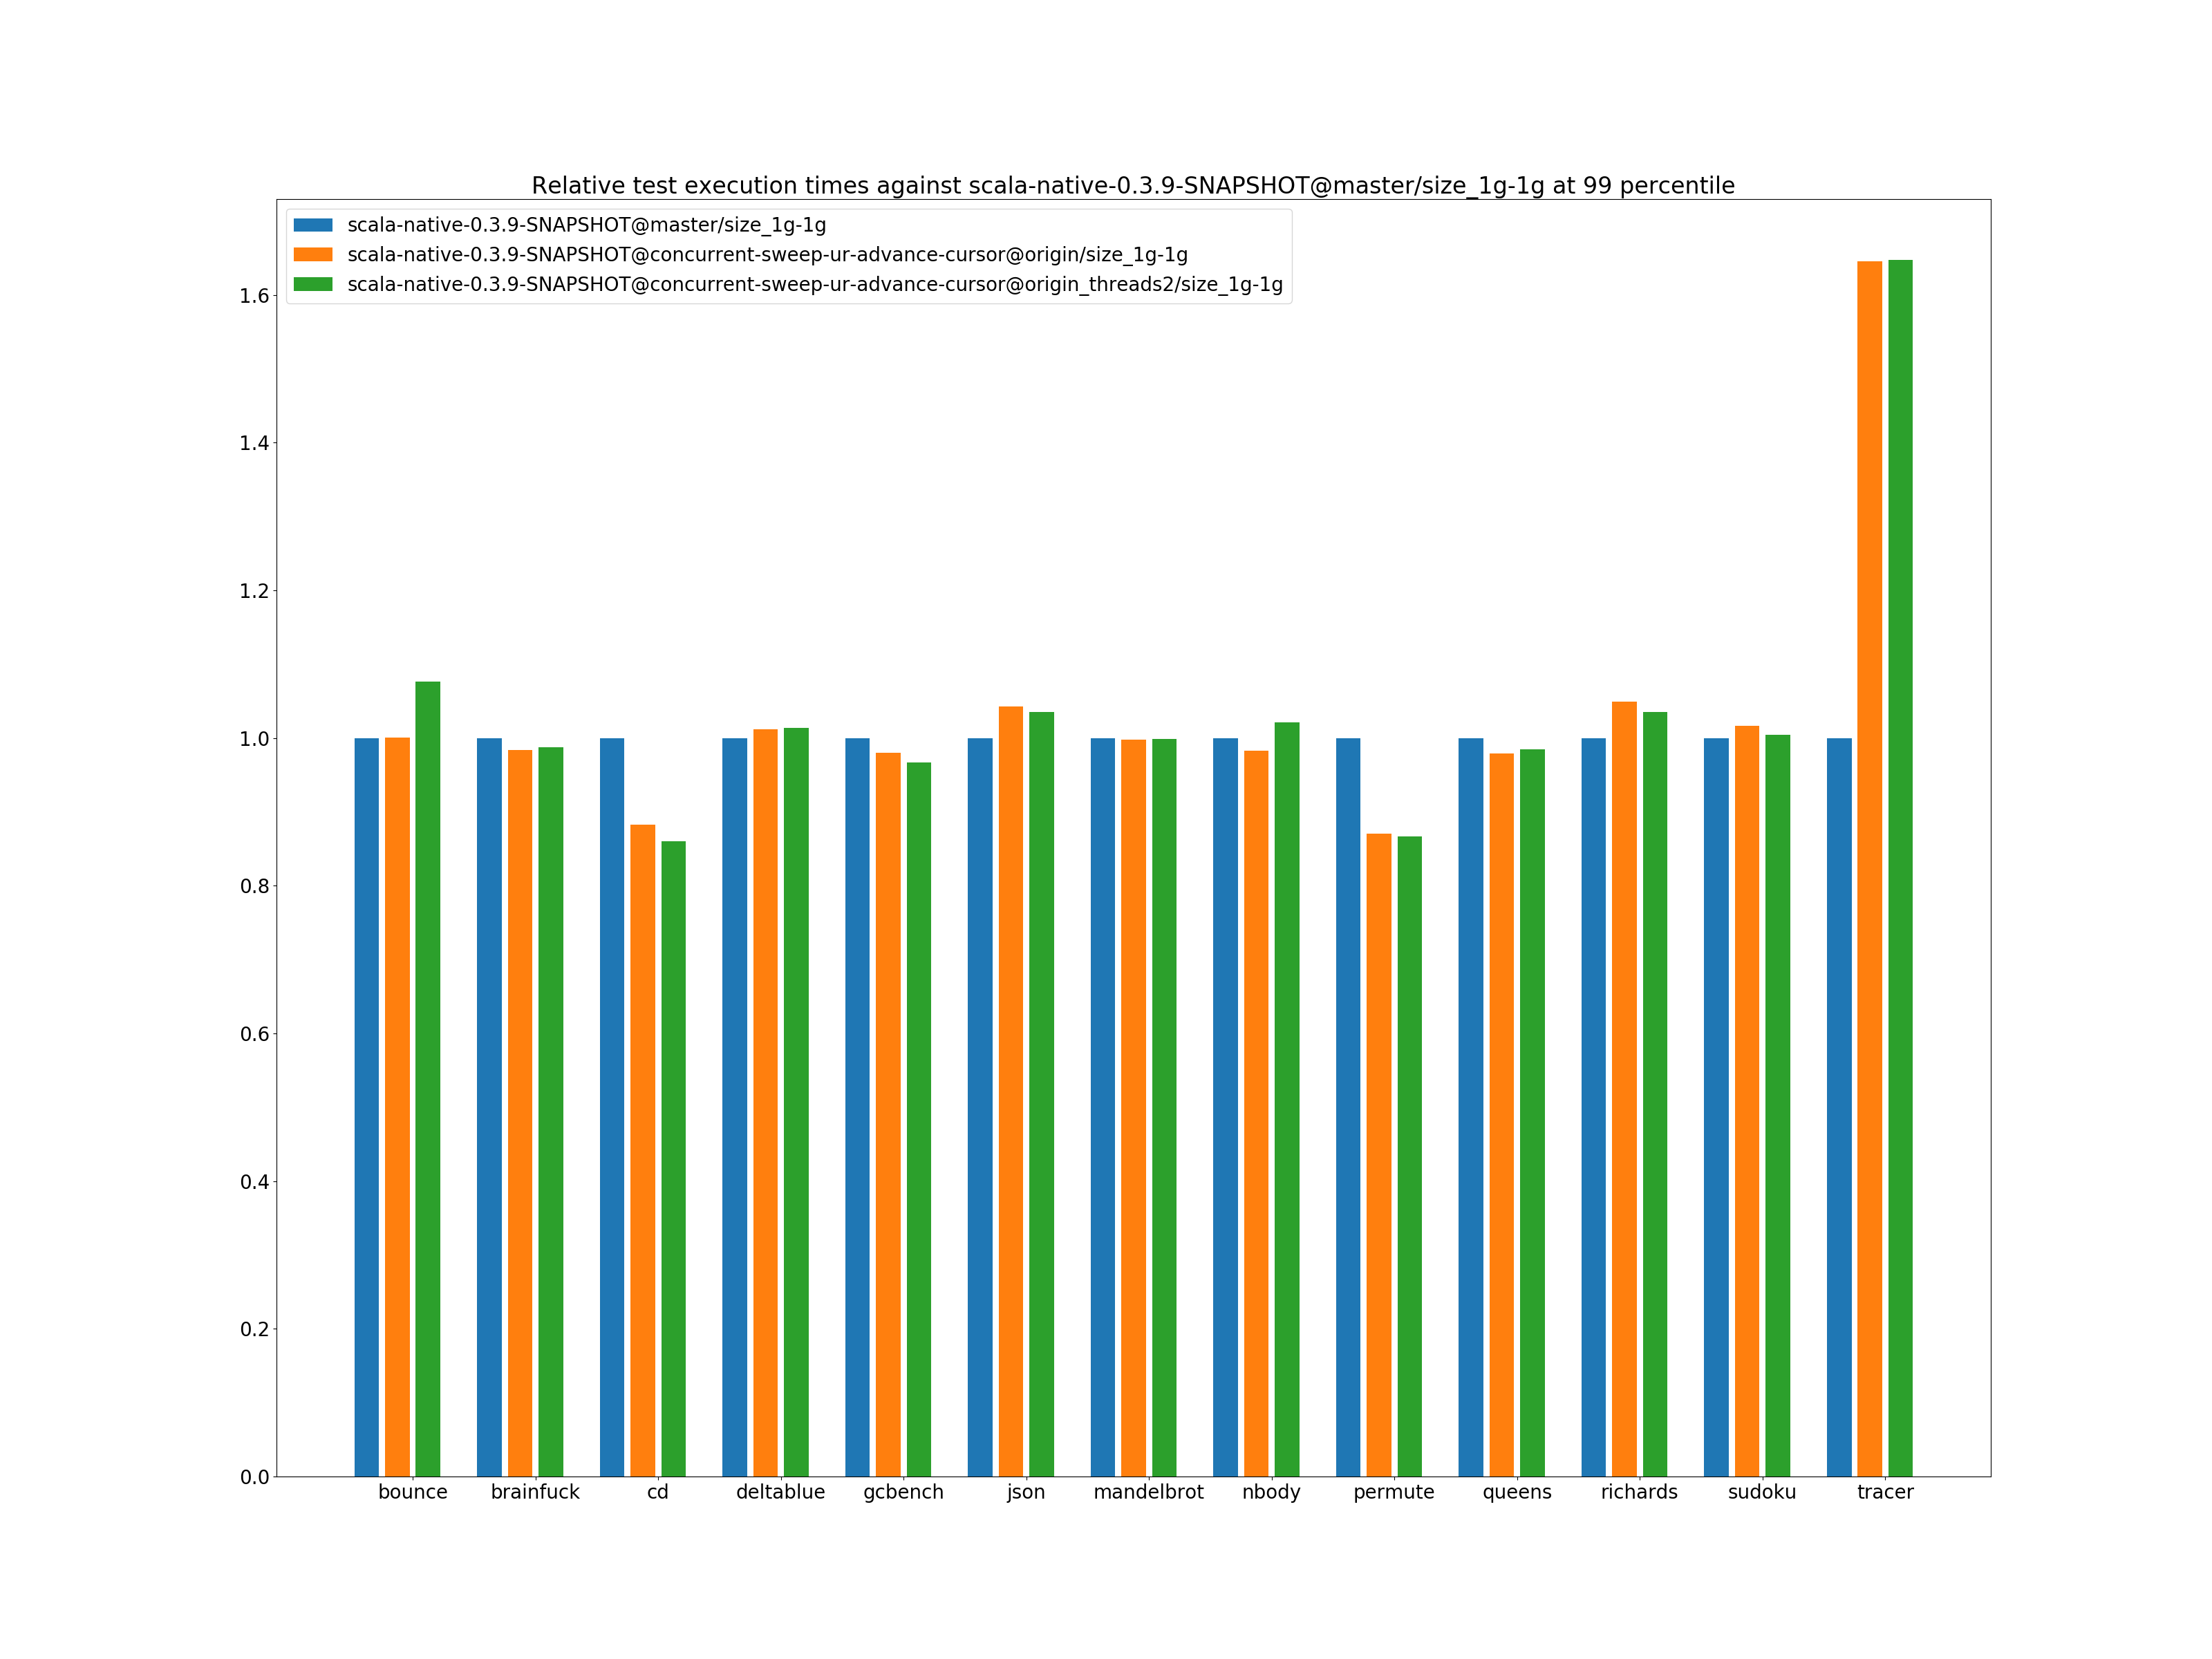 Relative test execution times against scala-native-0.3.9-SNAPSHOT@master/size_1g-1g at 99 percentile
scala-native-0.3.9-SNAPSHOT@master/size_1g-1g
scala-native-0.3.9-SNAPSHOT@concurrent-sweep-ur-advance-cursor@origin/size_1g-1g
scala-native-0.3.9-SNAPSHOT@concurrent-sweep-ur-advance-cursor@origin_threads2/size_1g-1g
1.6
1.4
1.2
1.0
0.8
0.6
0.4
0.2
0.0
bounce brainfuck cd deltablue gcbench json mandelbrot nbody permute queens richards sudoku tracer